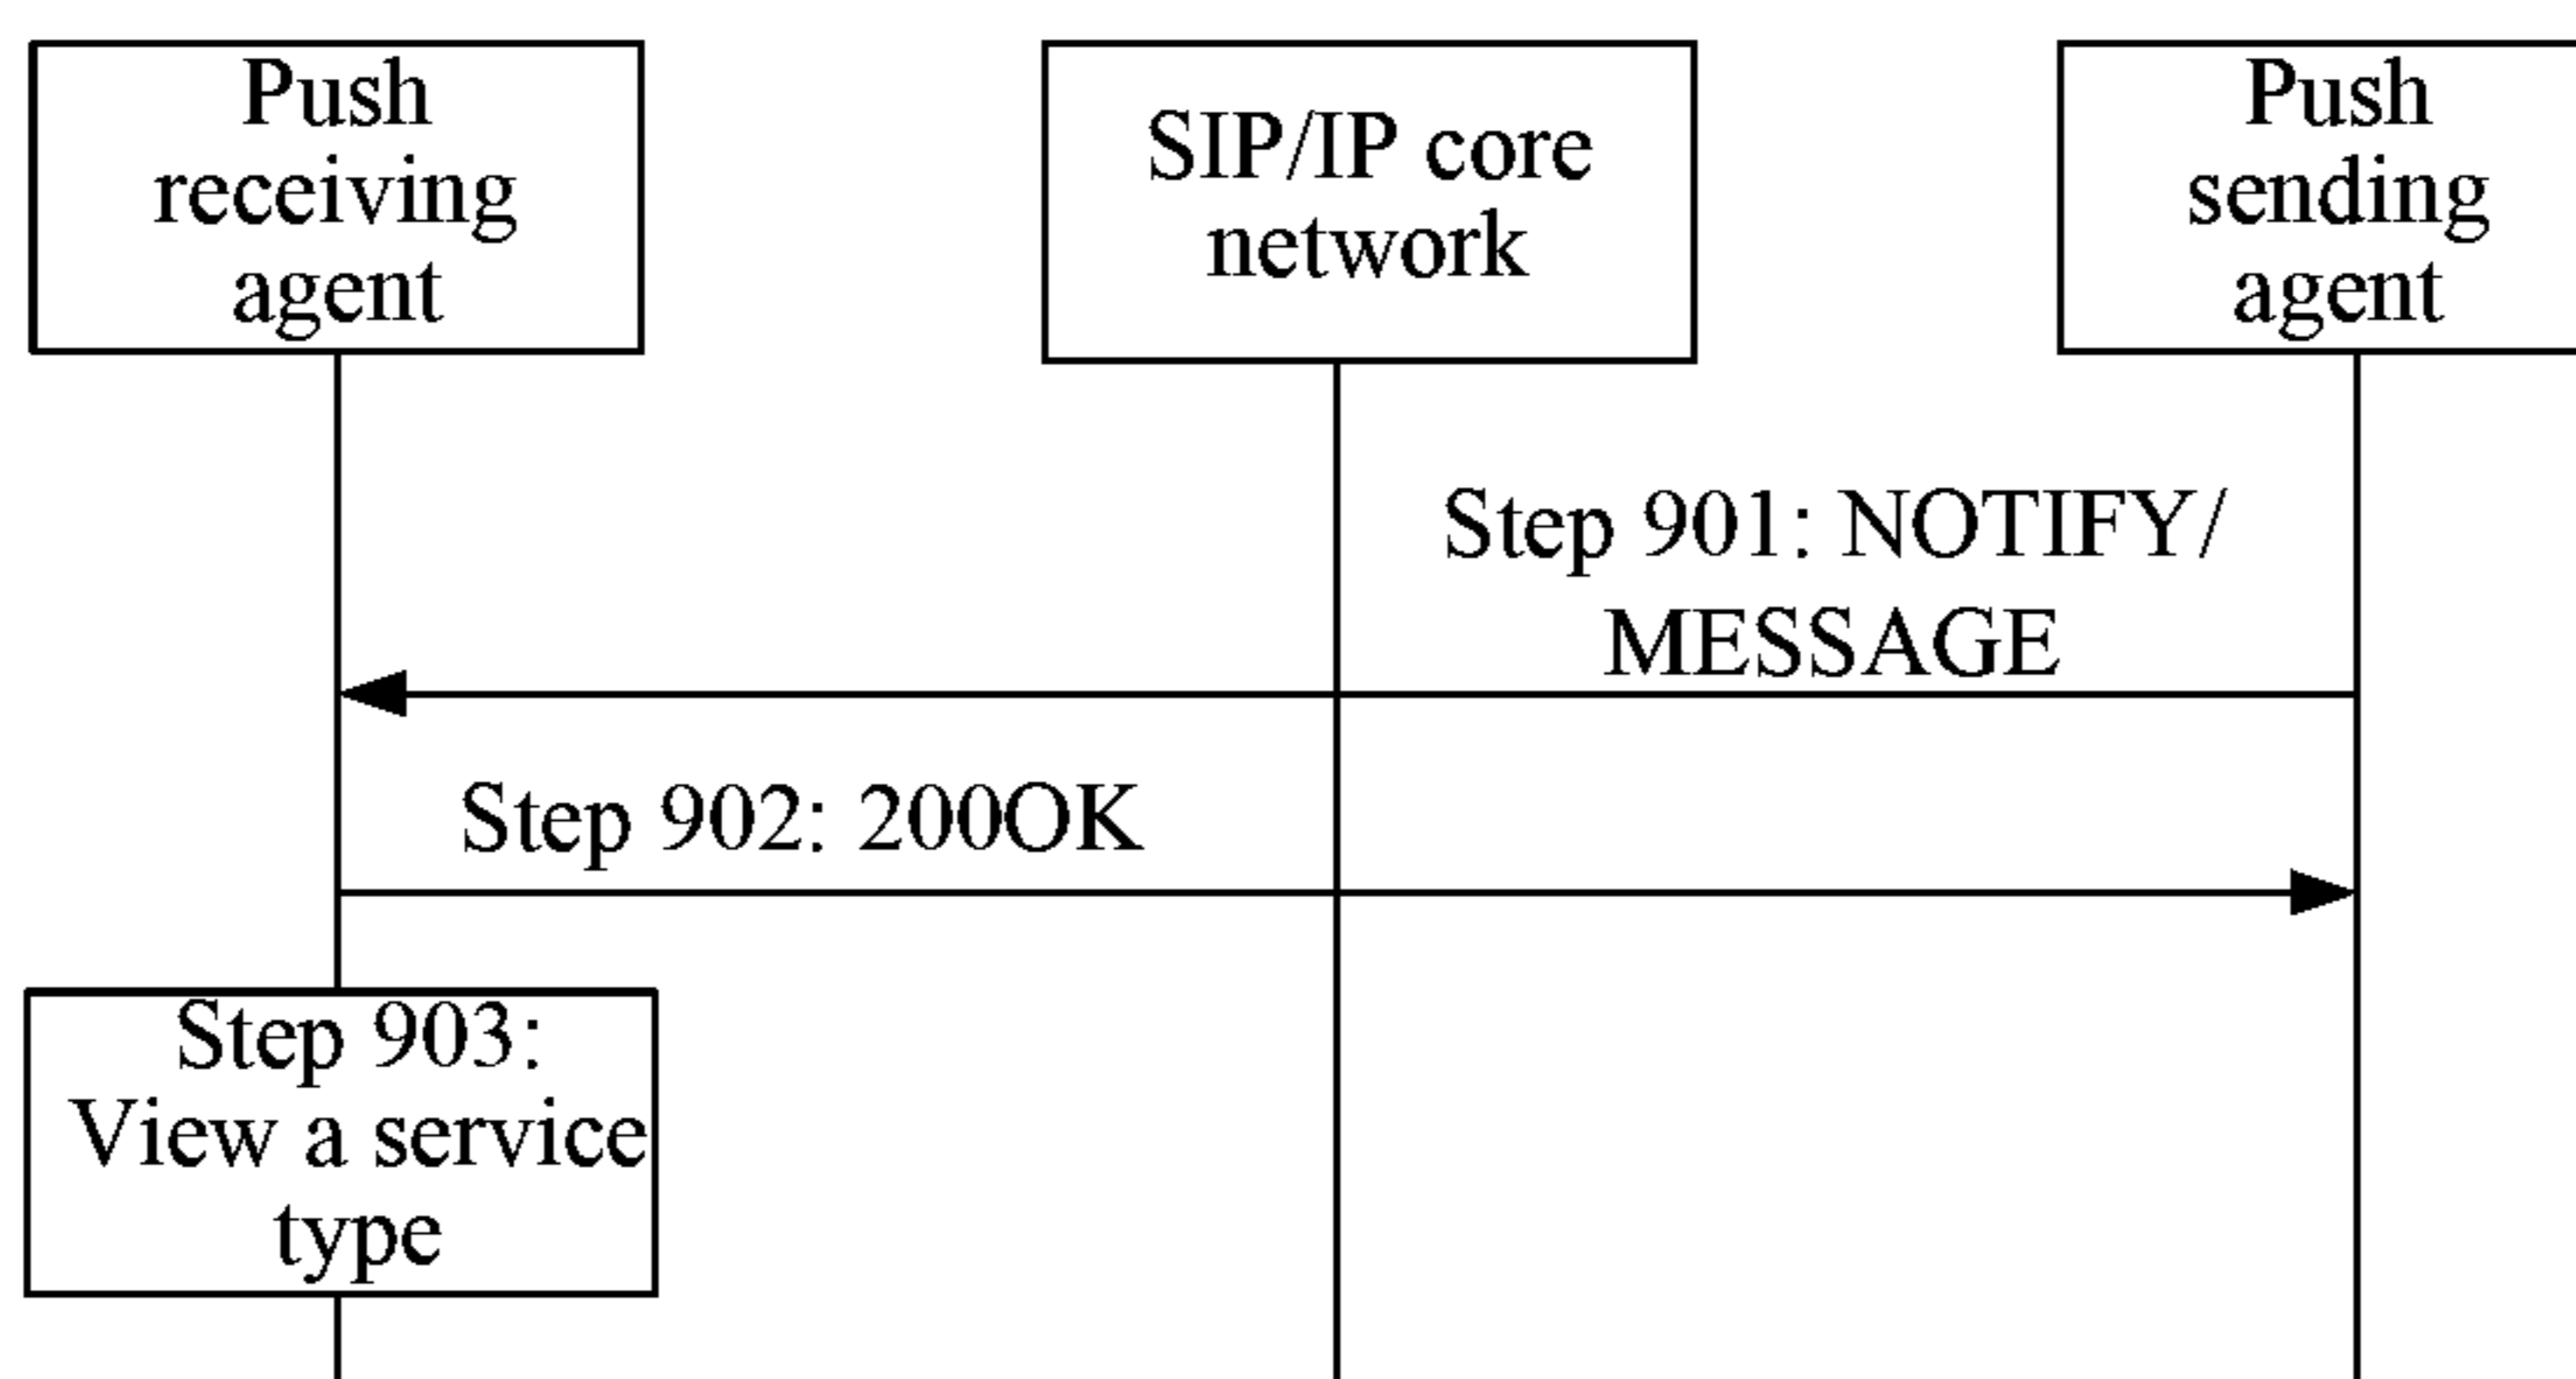 Push
receiving
agent
SIP/IP core
network
Push
sending
agent
Step 901: NOTIFY/
MESSAGE
Step 902: 200OK
Step 903:
View a service
type